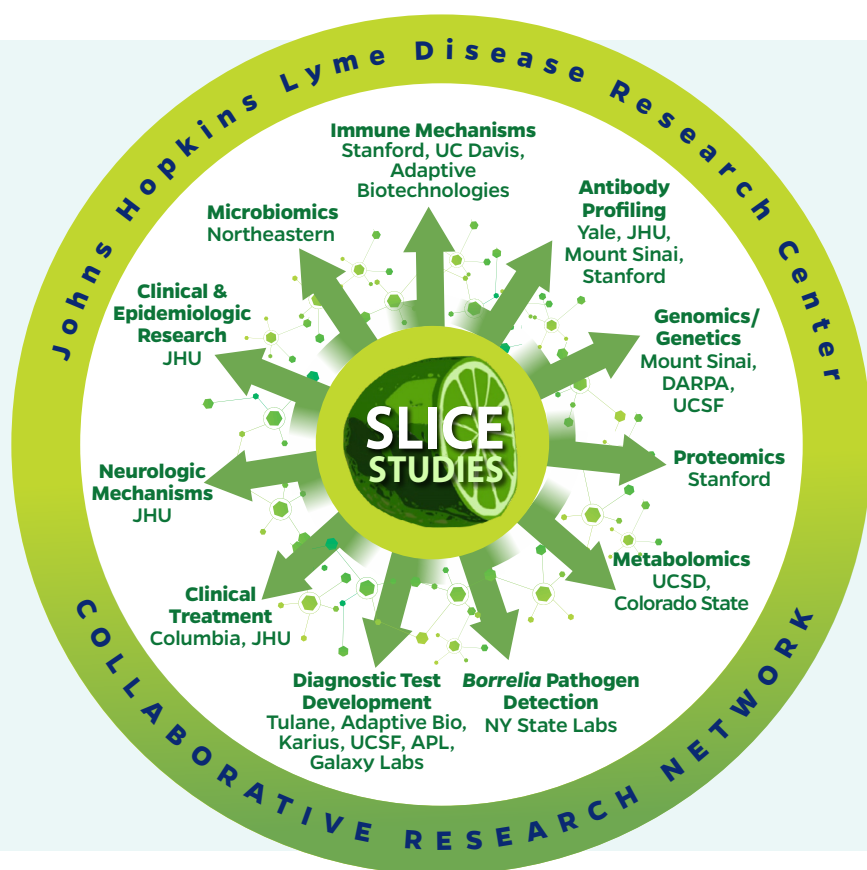 Johns Hopkins Lyme Disease Research Center
Immune Mechanisms
Stanford, UC Davis,
Adaptive
Biotechnologies
Antibody
Profiling
Yale, JHU,
Mount Sinai,
Stanford
Genomics/
Genetics
Mount Sinai,
DARPA,
UCSF
Proteomics
Stanford
Metabolomics
UCSD,
Colorado State
Borrelia Pathogen
Detection
NY State Labs
Diagnostic Test
Development
Tulane, Adaptive Bio,
Karius, UCSF, APL,
Galaxy Labs
Clinical
Treatment
Columbia, JHU
Neurologic
Mechanisms
JHU
Clinical &
Epidemiologic
Research
JHU
Microbiomics
Northeastern
SLICE
STUDIES
COLLABORATIVE RESEARCH NETWORK